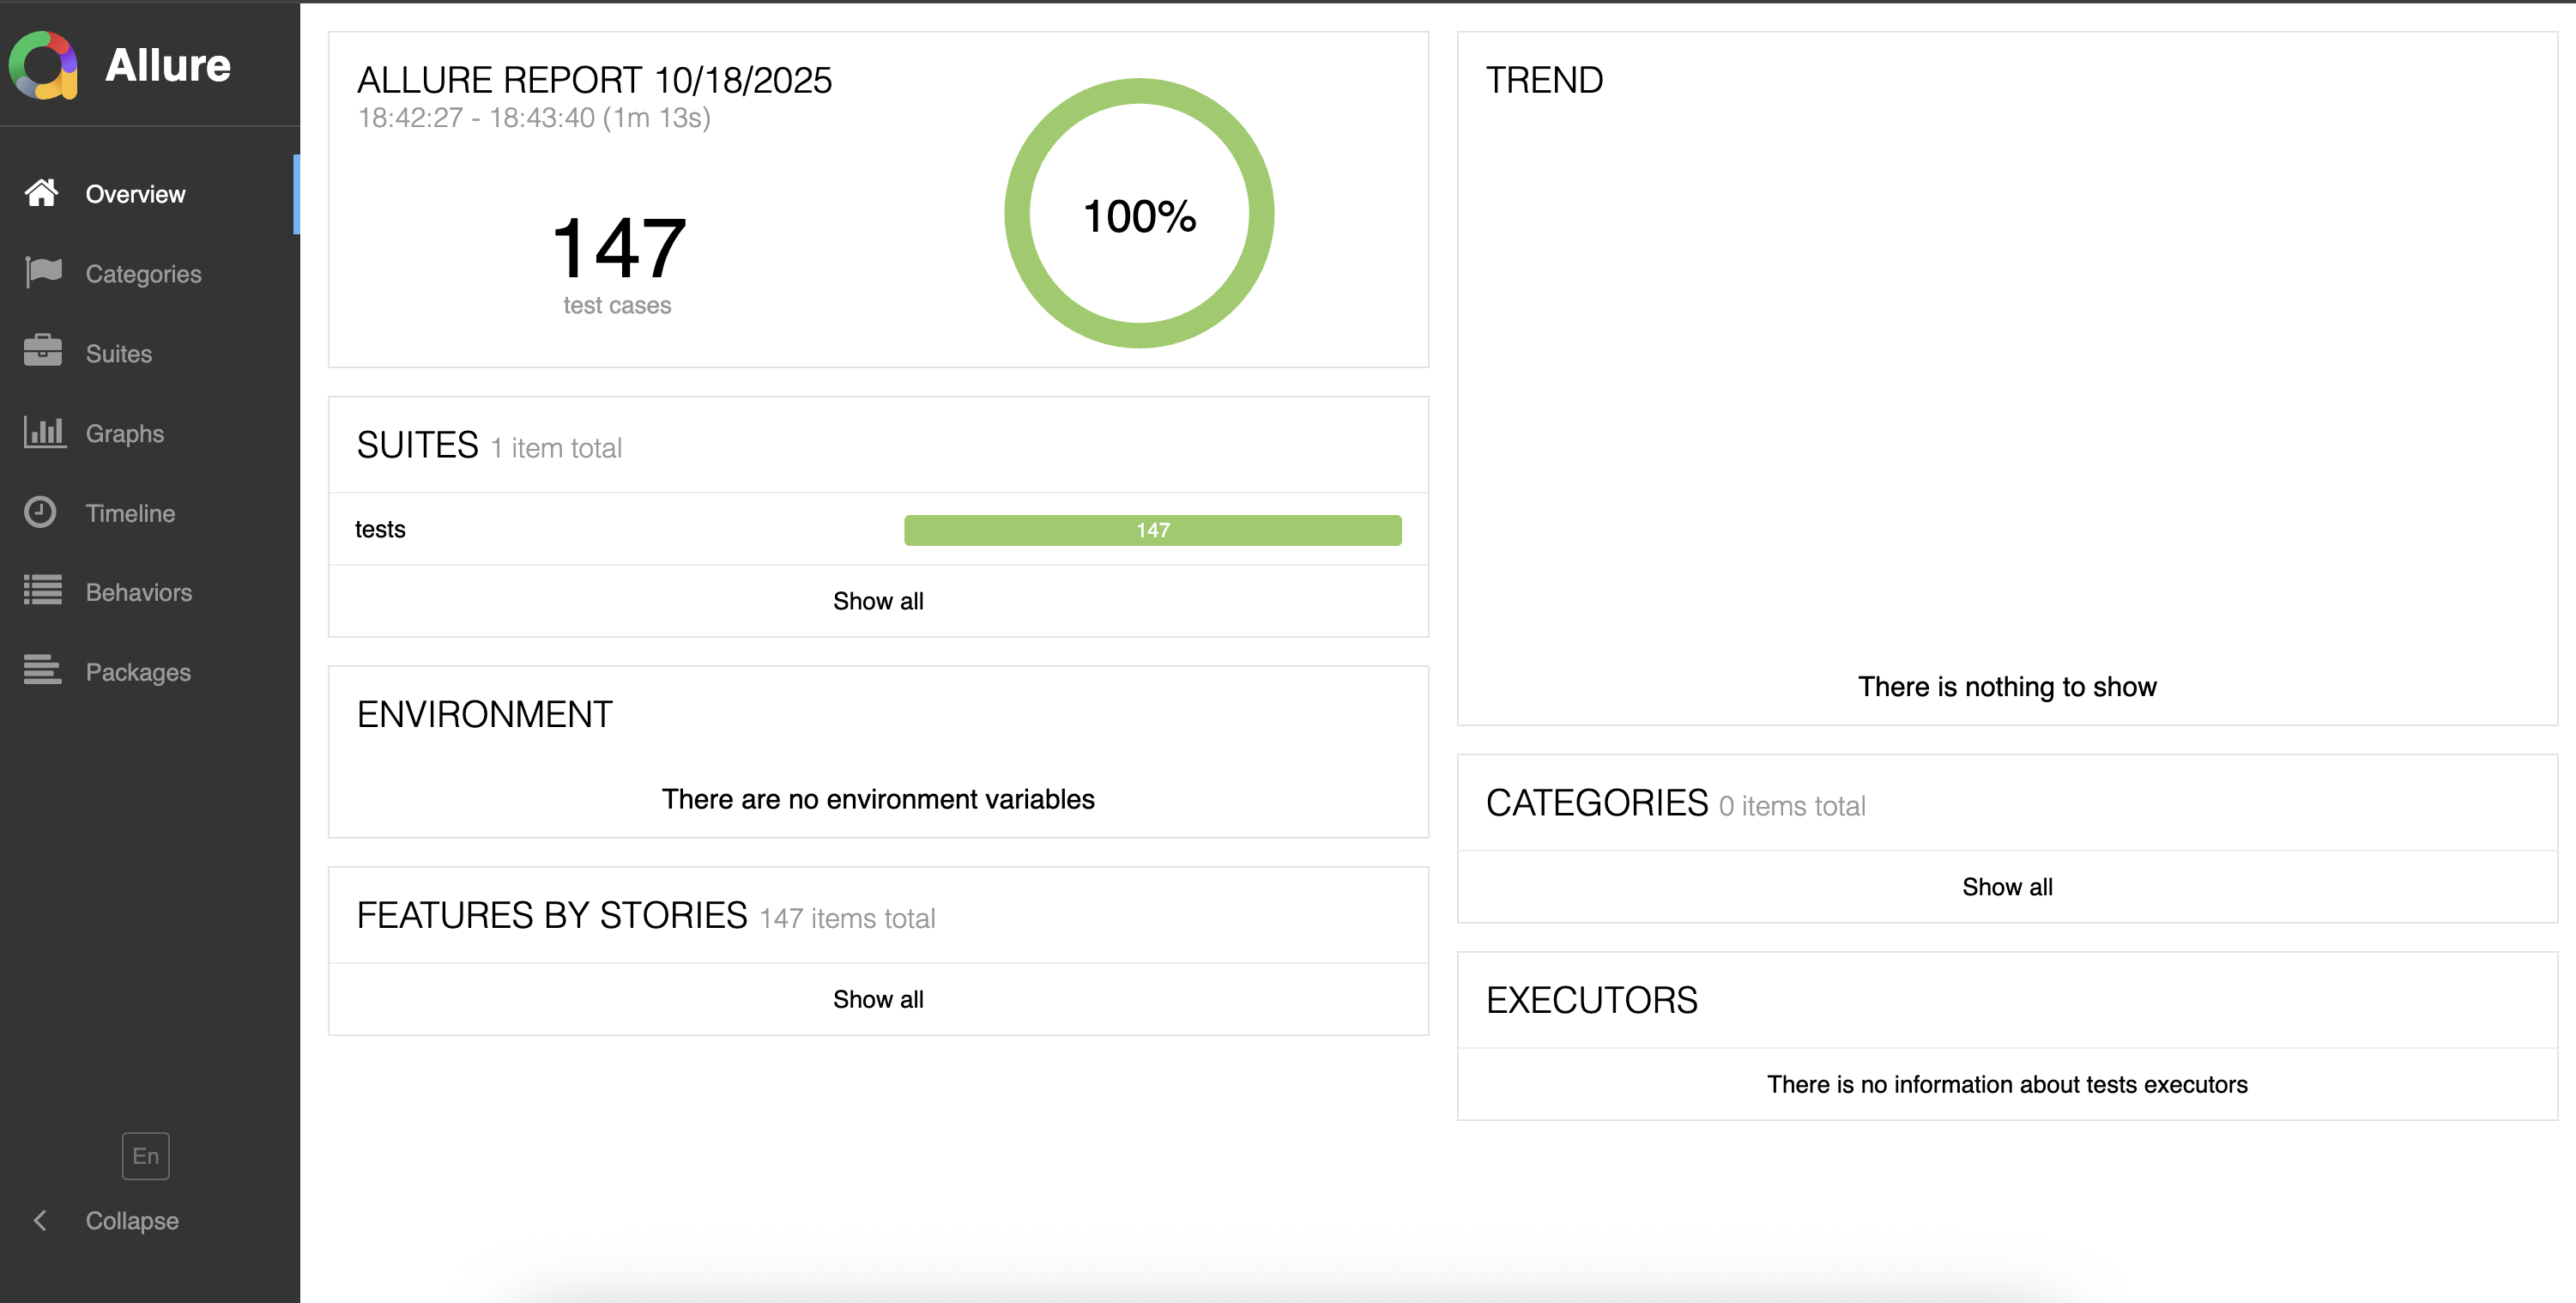 Allure
Overview
Categories
Suites
Graphs
Timeline
Behaviors
Packages
En
Collapse
ALLURE REPORT 10/18/2025
18:42:27 - 18:43:40 (1m 13s)
147
test cases
100%
SUITES 1 item total
tests 147
Show all
ENVIRONMENT
There are no environment variables
FEATURES BY STORIES 147 items total
Show all
TREND
There is nothing to show
CATEGORIES 0 items total
Show all
EXECUTORS
There is no information about tests executors